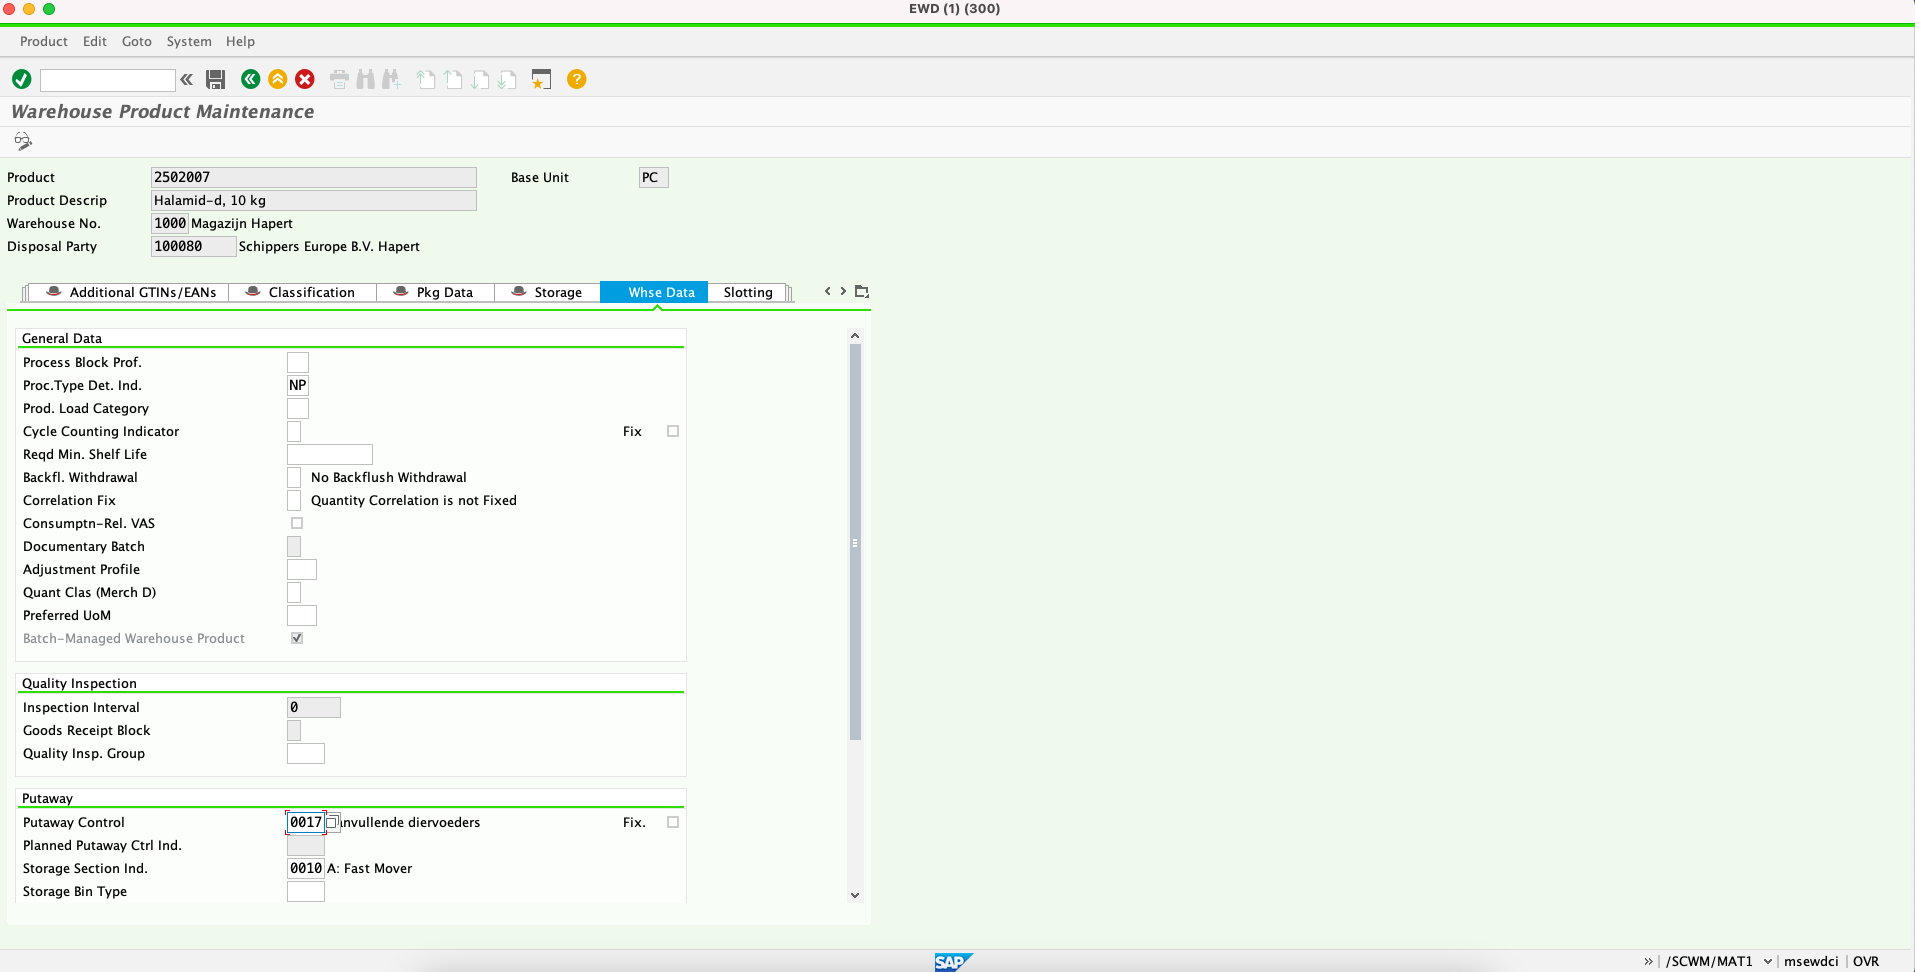 EWD (1) (300)
Product Edit Goto System Help
Warehouse Product Maintenance
Product 2502007 Base Unit PC
Product Descrip Halamid-d, 10 kg
Warehouse No. 1000 Magazijn Hapert
Disposal Party 100080 Schippers Europe B.V. Hapert
Additional GTINs/EANs Classification Pkg Data Storage Whse Data Slotting
General Data
Process Block Prof.
Proc.Type Det. Ind. NP
Prod. Load Category
Cycle Counting Indicator Fix
Reqd Min. Shelf Life
Backfl. Withdrawal No Backflush Withdrawal
Correlation Fix Quantity Correlation is not Fixed
Consumptn-Rel. VAS
Documentary Batch
Adjustment Profile
Quant Clas (Merch D)
Preferred UoM
Batch-Managed Warehouse Product
Quality Inspection
Inspection Interval 0
Goods Receipt Block
Quality Insp. Group
Putaway
Putaway Control 0017 nvullende diervoeders Fix.
Planned Putaway Ctrl Ind.
Storage Section Ind. 0010 A: Fast Mover
Storage Bin Type
SAP /SCWM/MAT1 msewdci OVR